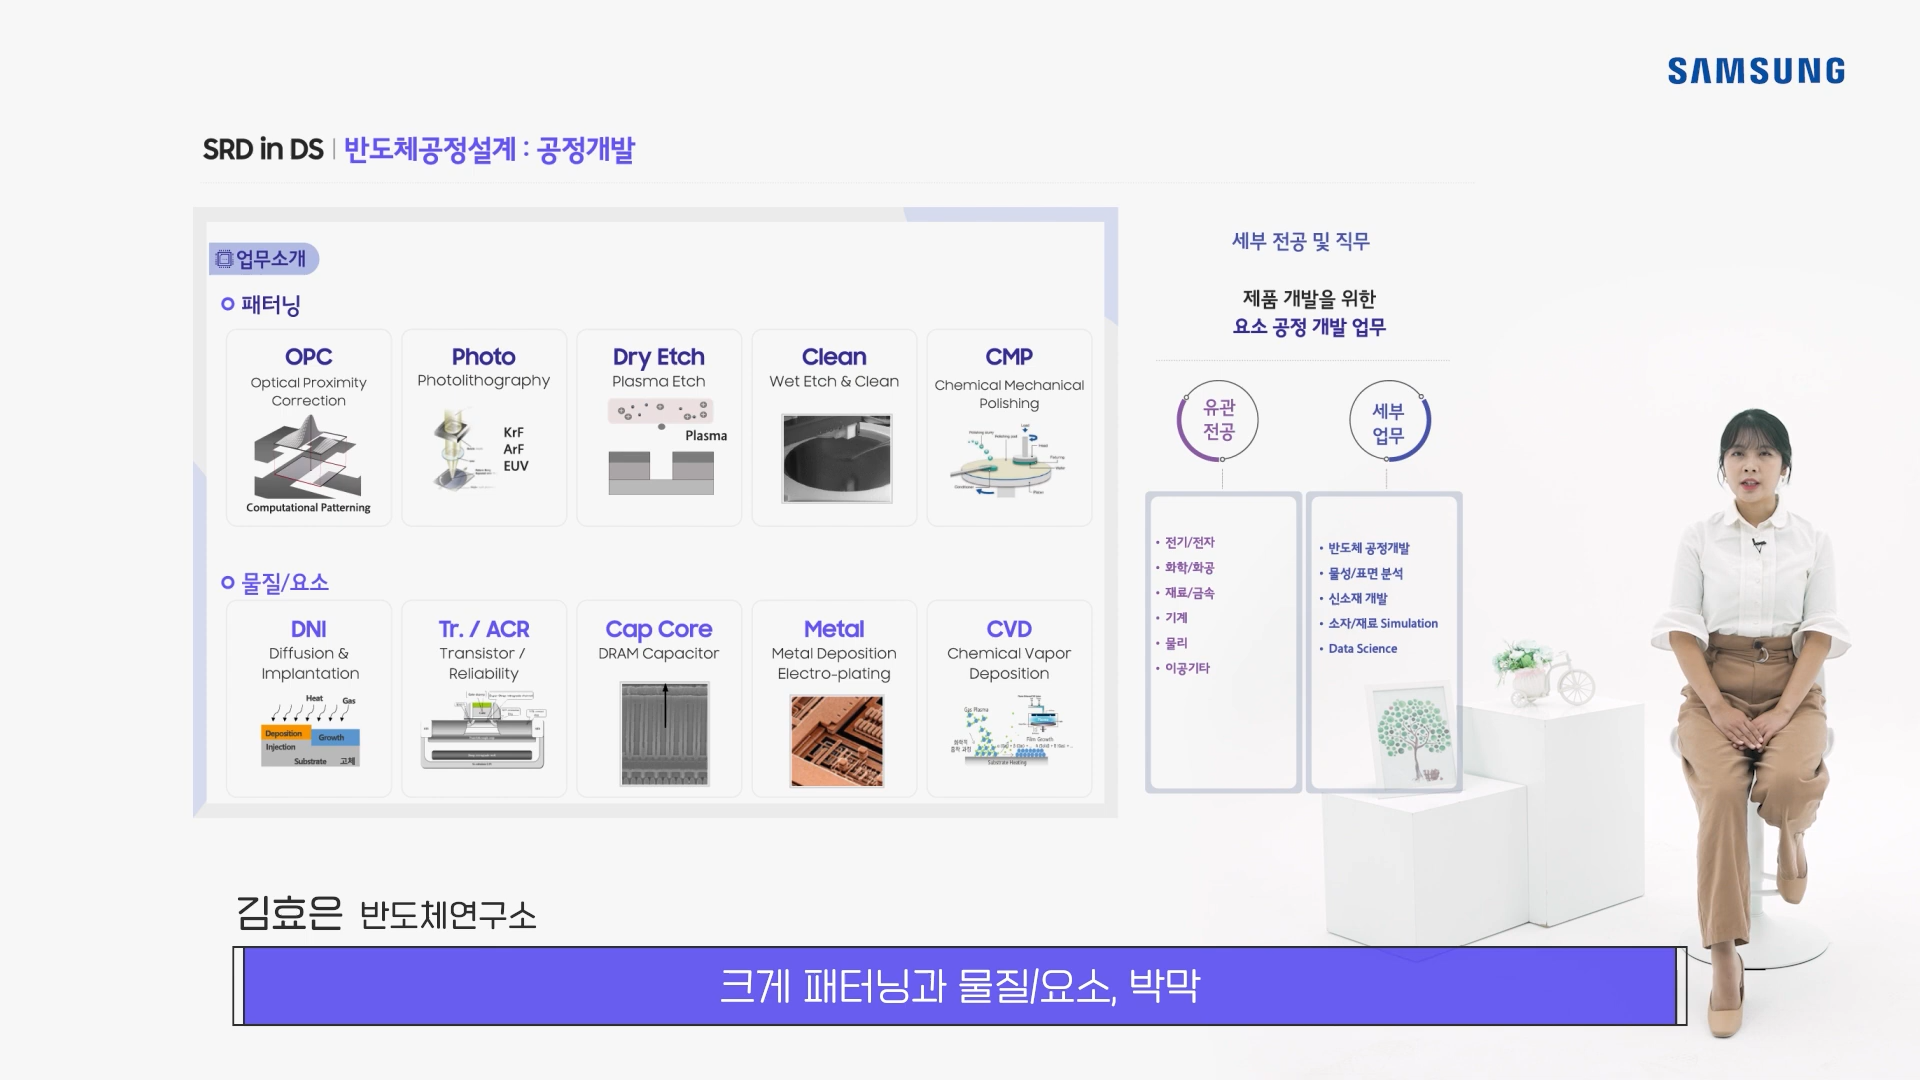 SAMSUNG
SRD in DS | 반도체공정설계 : 공정개발
업무소개
패터닝
OPC
Optical Proximity
Correction
Computational Patterning
Photo
Photolithography
KrF
ArF
EUV
Dry Etch
Plasma Etch
Plasma
Clean
Wet Etch & Clean
CMP
Chemical Mechanical
Polishing
물질/요소
DNI
Diffusion &
Implantation
Heat
Gas
Deposition
Growth
Injection
Substrate 고체
Tr. / ACR
Transistor /
Reliability
Cap Core
DRAM Capacitor
Metal
Metal Deposition
Electro-plating
CVD
Chemical Vapor
Deposition
Gas Plasma
Film Growth
Substrate Heating
세부 전공 및 직무
제품 개발을 위한
요소 공정 개발 업무
유관
전공
• 전기/전자
• 화학/화공
• 재료/금속
• 기계
• 물리
• 이공기타
세부
업무
• 반도체 공정개발
• 물성/표면 분석
• 신소재 개발
• 소자/재료 Simulation
• Data Science
김효은 반도체연구소
크게 패터닝과 물질/요소, 박막